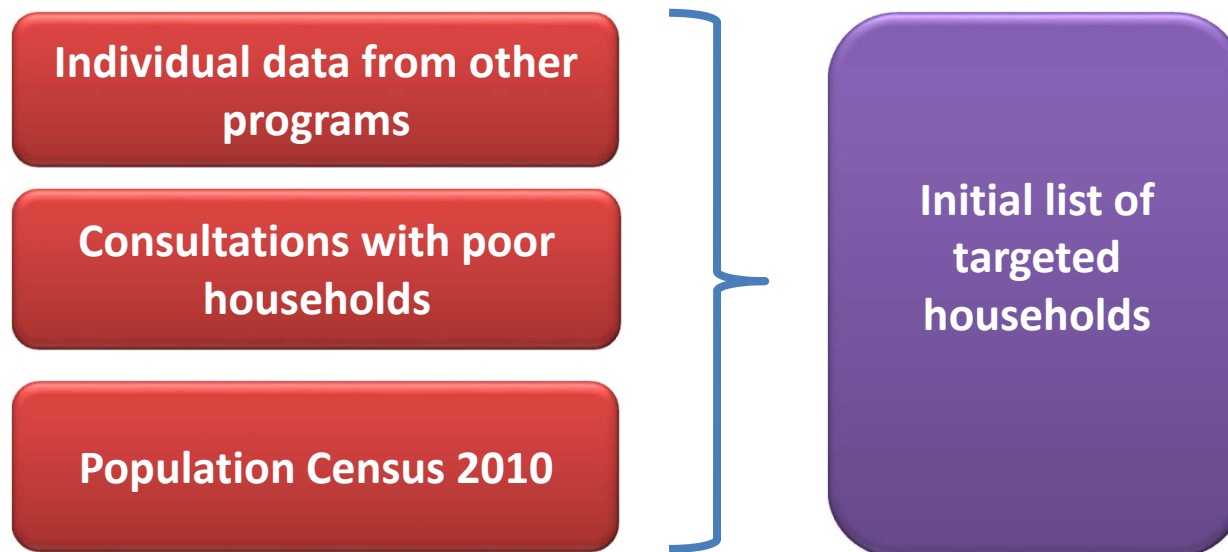 Individual data from other
programs
Consultations with poor
households
Population Census 2010
Initial list of
targeted
households